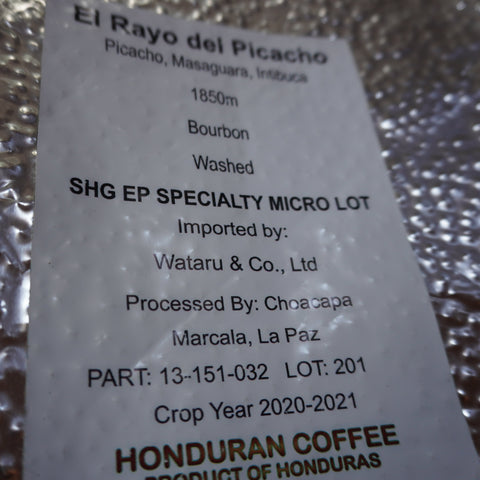 El Rayo del Picacho
Picacho, Masaguara, Intibuca
1850m
Bourbon
Washed
SHG EP SPECIALTY MICRO LOT
Imported by:
Wataru & Co., Ltd
Processed By: Choacapa
Marcala, La Paz
PART: 13-151-032 LOT: 201
Crop Year 2020-2021
HONDURAN COFFEE
PRODUCT OF HONDURAS